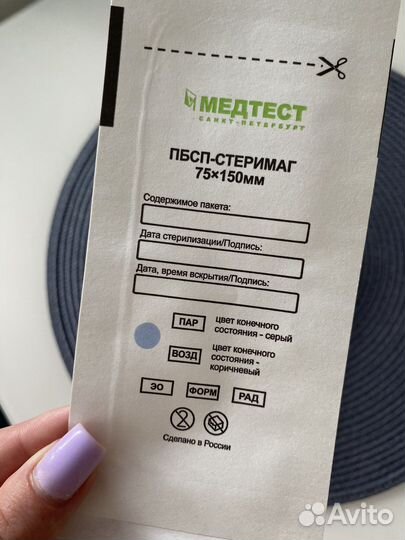 МЕДТЕСТ
САНКТ-ПЕТЕРБУРГ
ПБСП-СТЕРИМАГ
75×150мм
Содержимое пакета:
Дата стерилизации/Подпись:
Дата, время вскрытия/Подпись:
ПАР цвет конечного
состояния - серый
ВОЗД цвет конечного
состояния -
коричневый
ЭО ФОРМ РАД
Сделано в России
Avito